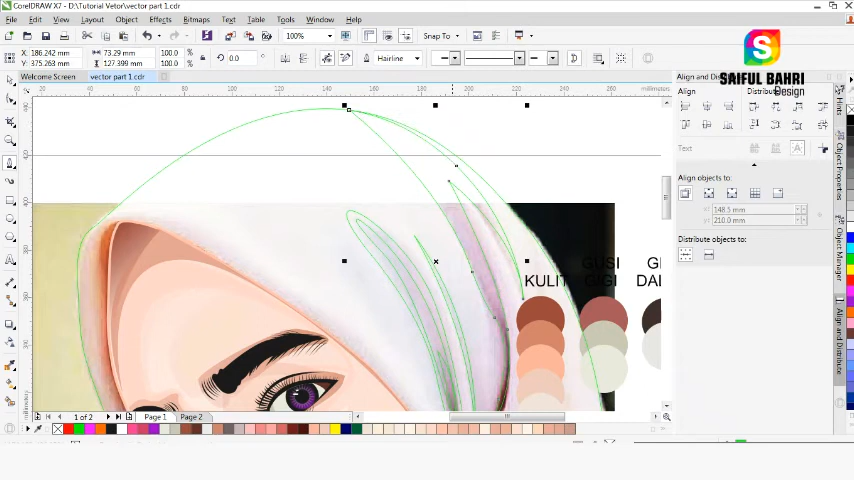 CorelDRAW X7 - D:\Tutorial Vetor\vector part 1.cdr
File Edit View Layout Object Effects Bitmaps Text Table Tools Window Help
100% Snap To
X: 186.242 mm 73.29 mm 100.0 % 0.0 Hairline
Y: 375.263 mm 127.399 mm 100.0 %
Welcome Screen vector part 1.cdr
millimeters
SAIFUL BAHRI
Design
Align and Dis
Align Distribu
Text
Align objects to:
148.5 mm
210.0 mm
Distribute objects to:
Hints
Object Properties
Object Manager
Align and Distribute
GUSI
KULIT GIGI DAL
1 of 2 Page 1 Page 2